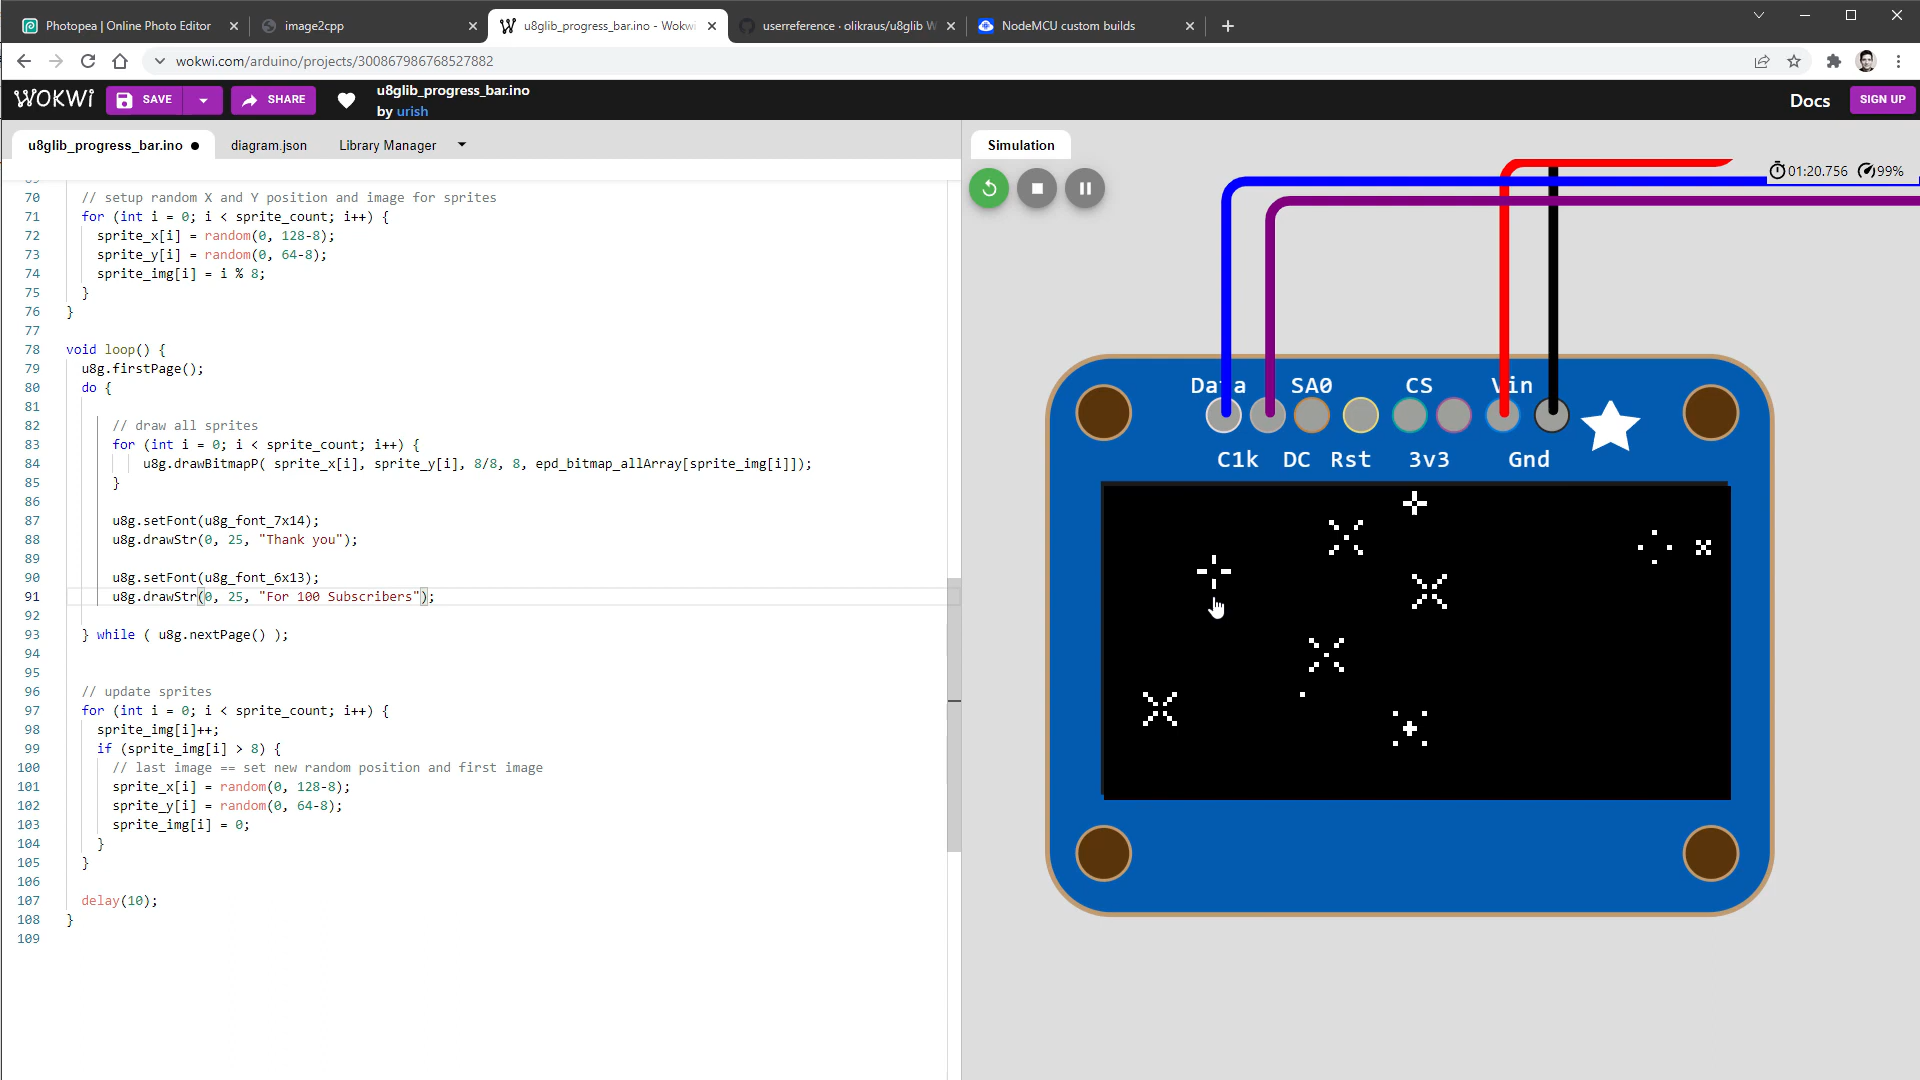 Photopea | Online Photo Editor
image2cpp
u8glib_progress_bar.ino - Wokwi
userreference · olikraus/u8glib W
NodeMCU custom builds
wokwi.com/arduino/projects/300867986768527882
WOKWI
SAVE
SHARE
u8glib_progress_bar.ino
by urish
Docs
SIGN UP
u8glib_progress_bar.ino
diagram.json
Library Manager
Simulation
01:20.756
99%
70 // setup random X and Y position and image for sprites
71 for (int i = 0; i < sprite_count; i++) {
72 sprite_x[i] = random(0, 128-8);
73 sprite_y[i] = random(0, 64-8);
74 sprite_img[i] = i % 8;
75 }
76 }
77
78 void loop() {
79 u8g.firstPage();
80 do {
81
82 // draw all sprites
83 for (int i = 0; i < sprite_count; i++) {
84 u8g.drawBitmapP( sprite_x[i], sprite_y[i], 8/8, 8, epd_bitmap_allArray[sprite_img[i]]);
85 }
86
87 u8g.setFont(u8g_font_7x14);
88 u8g.drawStr(0, 25, "Thank you");
89
90 u8g.setFont(u8g_font_6x13);
91 u8g.drawStr(0, 25, "For 100 Subscribers");
92
93 } while ( u8g.nextPage() );
94
95
96 // update sprites
97 for (int i = 0; i < sprite_count; i++) {
98 sprite_img[i]++;
99 if (sprite_img[i] > 8) {
100 // last image == set new random position and first image
101 sprite_x[i] = random(0, 128-8);
102 sprite_y[i] = random(0, 64-8);
103 sprite_img[i] = 0;
104 }
105 }
106
107 delay(10);
108 }
109
Data SA0 CS Vin
C1k DC Rst 3v3 Gnd